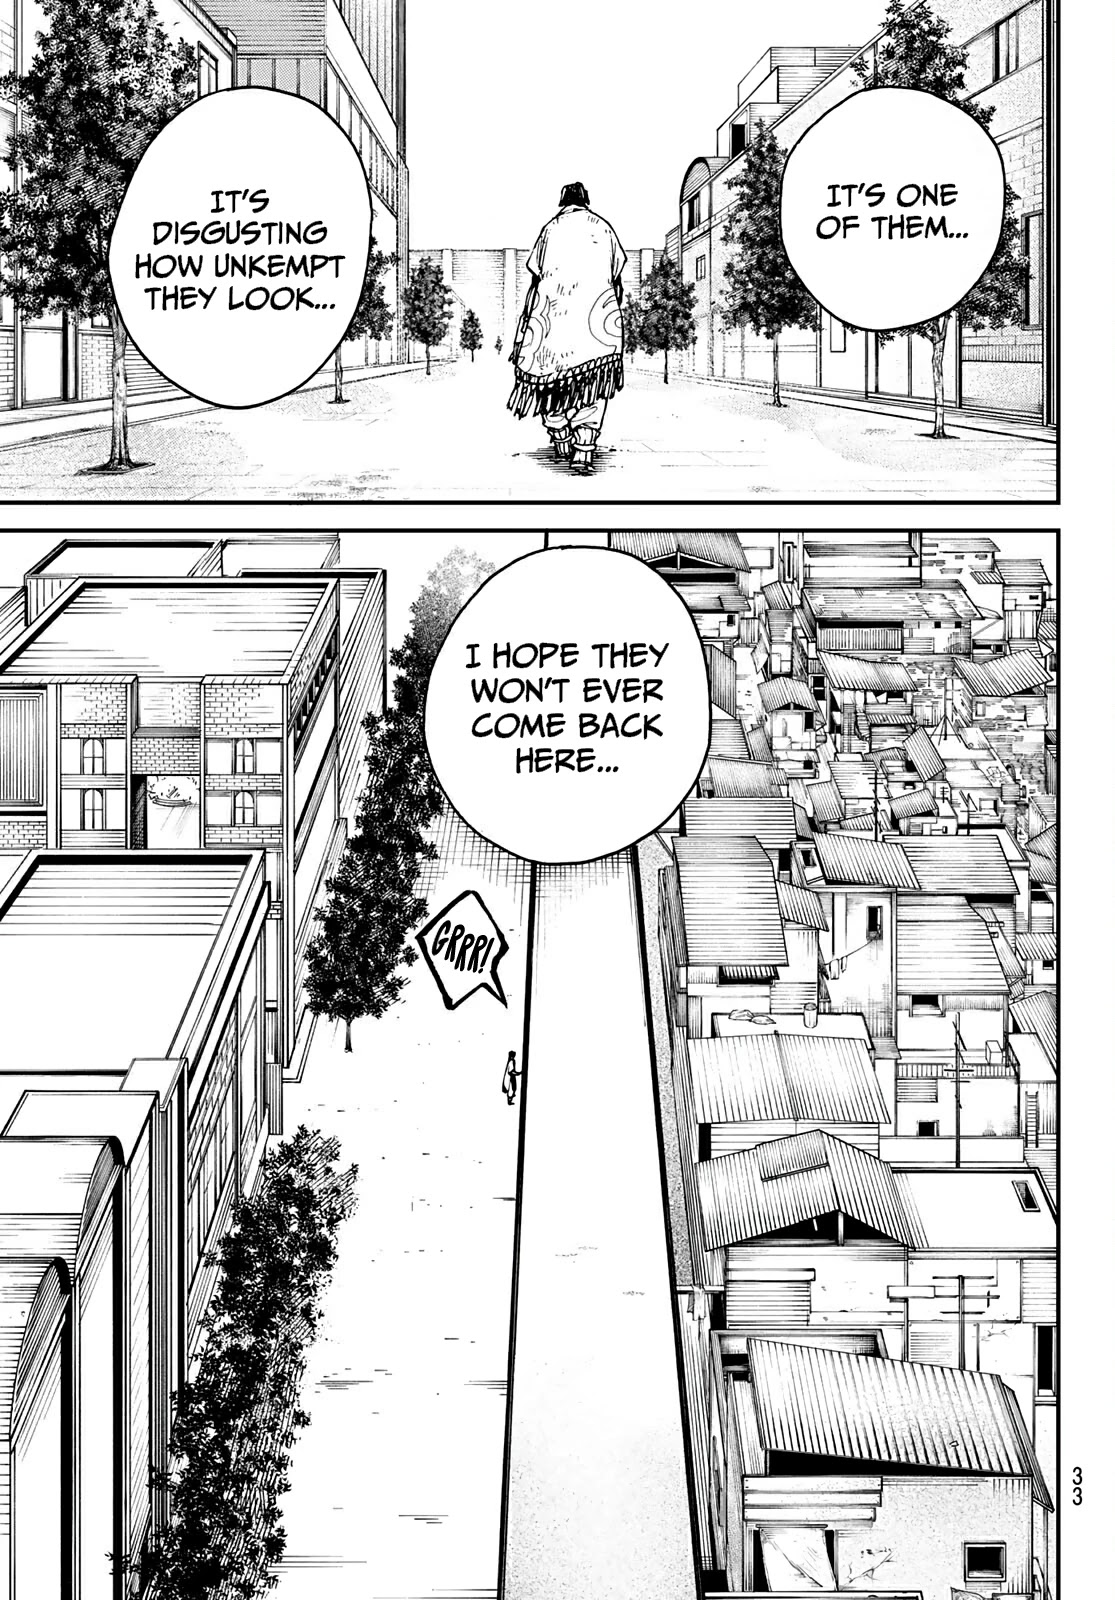 IT'S ONE
OF THEM...
IT'S
DISGUSTING
HOW UNKEMPT
THEY LOOK...
I HOPE THEY
WON'T EVER
COME BACK
HERE...
GRRR!
33